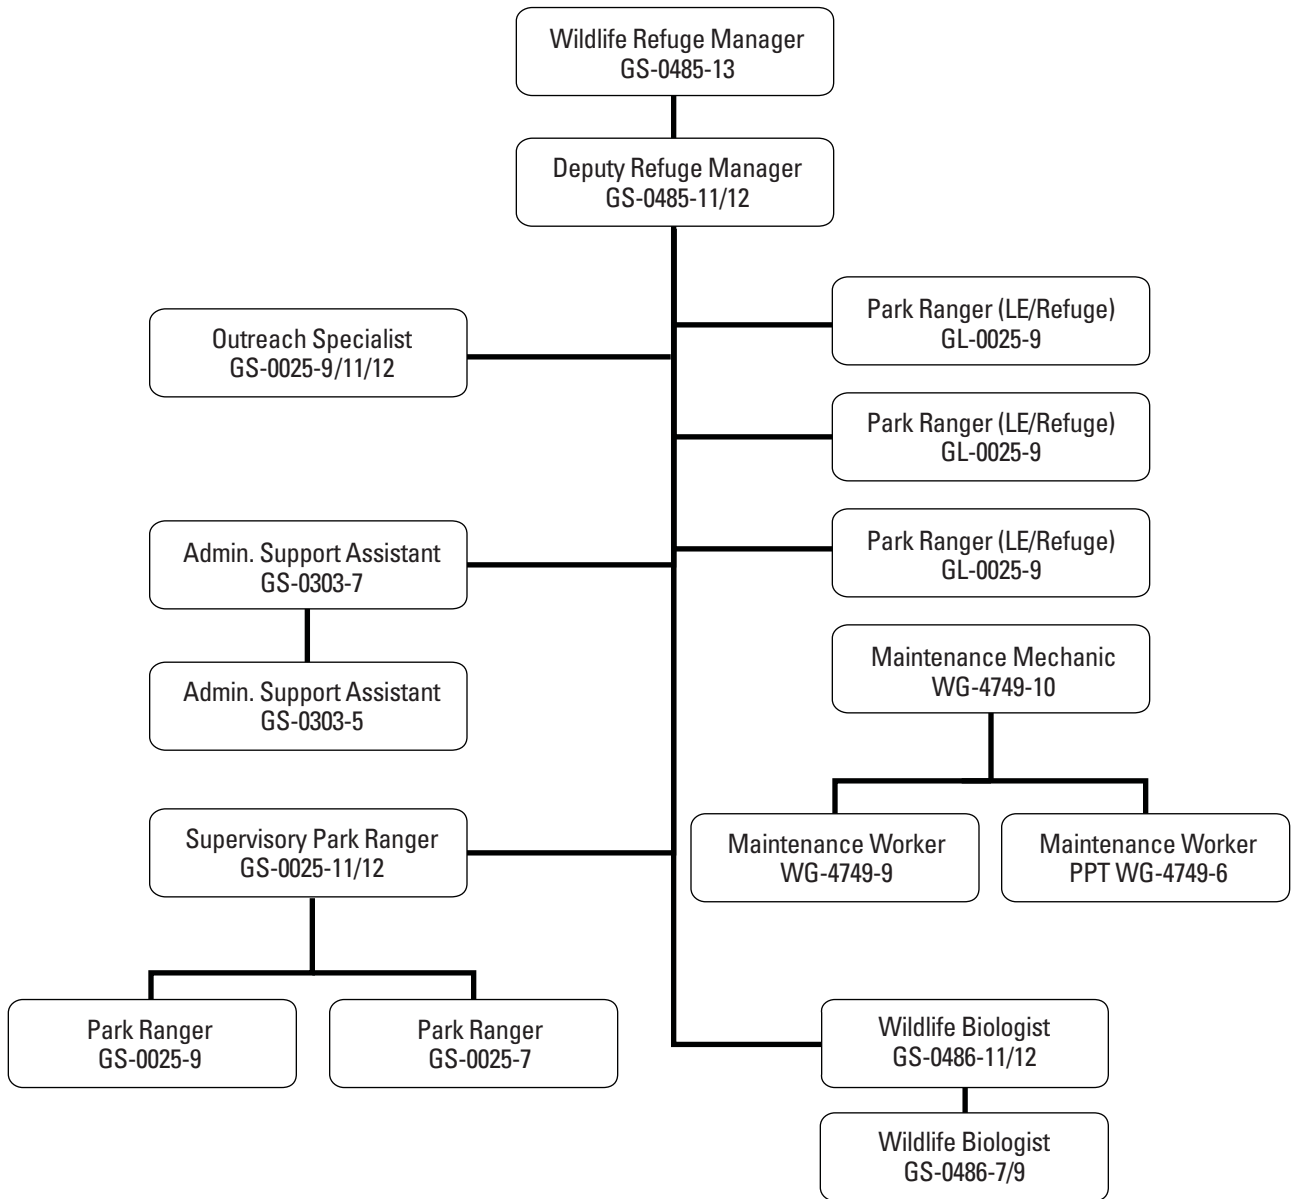 Wildlife Refuge Manager
GS-0485-13
Deputy Refuge Manager
GS-0485-11/12
Outreach Specialist
GS-0025-9/11/12
Park Ranger (LE/Refuge)
GL-0025-9
Park Ranger (LE/Refuge)
GL-0025-9
Admin. Support Assistant
GS-0303-7
Park Ranger (LE/Refuge)
GL-0025-9
Admin. Support Assistant
GS-0303-5
Maintenance Mechanic
WG-4749-10
Supervisory Park Ranger
GS-0025-11/12
Maintenance Worker
WG-4749-9
Maintenance Worker
PPT WG-4749-6
Park Ranger
GS-0025-9
Park Ranger
GS-0025-7
Wildlife Biologist
GS-0486-11/12
Wildlife Biologist
GS-0486-7/9